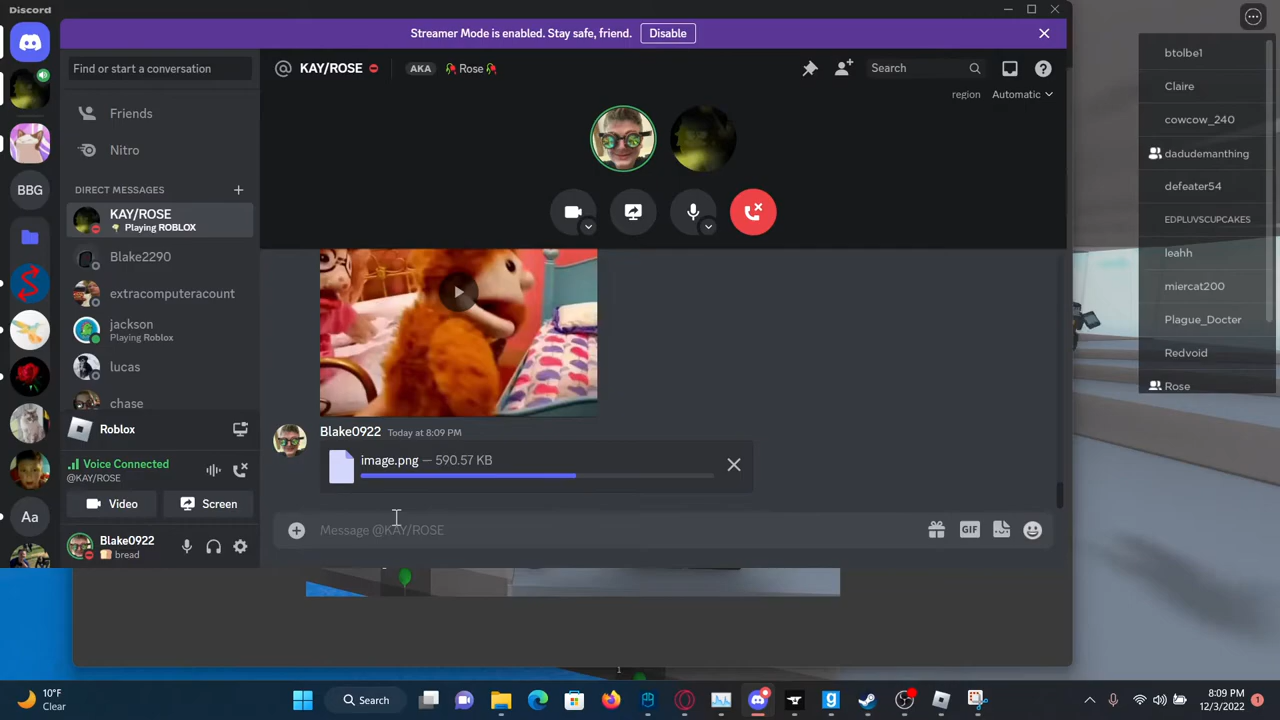 Discord
Streamer Mode is enabled. Stay safe, friend. Disable
Find or start a conversation
KAY/ROSE AKA 🥀Rose🥀 Search
region Automatic
Friends
Nitro
DIRECT MESSAGES
KAY/ROSE
Playing ROBLOX
BBG
Blake2290
extracomputeracount
jackson
Playing Roblox
lucas
chase
Roblox
Voice Connected
@KAY/ROSE
Video Screen
Aa
Blake0922
🍞 bread
Blake0922 Today at 8:09 PM
image.png — 590.57 KB
Message @KAY/ROSE
GIF
btolbe1
Claire
cowcow_240
dadudemanthing
defeater54
EDPLUVSCUPCAKES
leahh
miercat200
Plague_Docter
Redvoid
Rose
1
10°F
Clear
Search
8:09 PM
12/3/2022
1